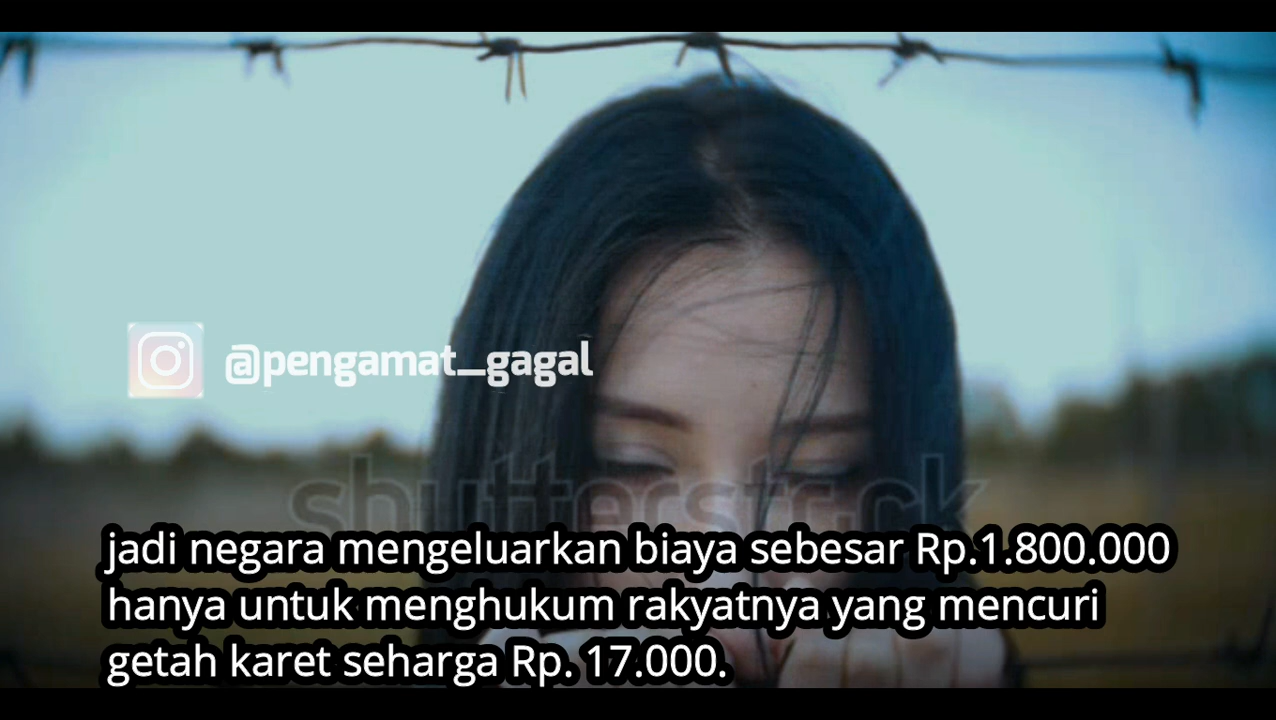 @pengamat_gagal
shutterstock
jadi negara mengeluarkan biaya sebesar Rp.1.800.000
hanya untuk menghukum rakyatnya yang mencuri
getah karet seharga Rp. 17.000.